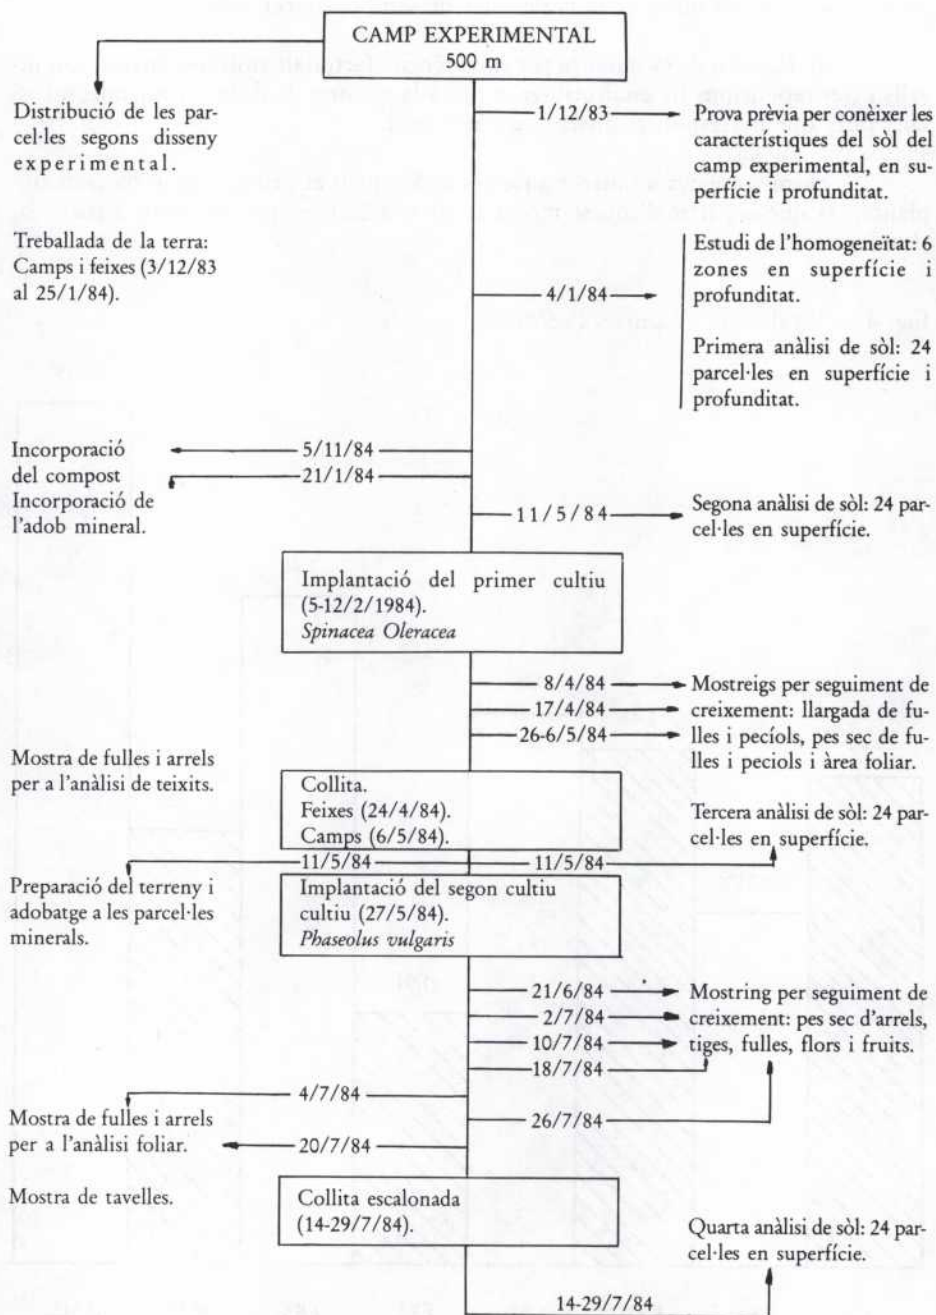 CAMP EXPERIMENTAL
500 m
Distribució de les par-
cel·les segons disseny
experimental.
1/12/83
Prova prèvia per conèixer les
característiques del sòl del
camp experimental, en su-
perfície i profunditat.
Treballada de la terra:
Camps i feixes (3/12/83
al 25/1/84).
4/1/84
Estudi de l'homogeneïtat: 6
zones en superfície i
profunditat.
Primera anàlisi de sòl: 24
parcel·les en superfície i
profunditat.
Incorporació
del compost
Incorporació de
l'adob mineral.
5/11/84
21/1/84
11/5/84
Segona anàlisi de sòl: 24 par-
cel·les en superfície.
Implantació del primer cultiu
(5-12/2/1984).
Spinacea Oleracea
8/4/84
17/4/84
26-6/5/84
Mostreigs per seguiment de
creixement: llargada de fu-
lles i pecíols, pes sec de fu-
lles i peciols i àrea foliar.
Mostra de fulles i arrels
per a l'anàlisi de teixits.
Collita.
Feixes (24/4/84).
Camps (6/5/84).
Tercera anàlisi de sòl: 24 par-
cel·les en superfície.
11/5/84
11/5/84
Preparació del terreny i
adobatge a les parcel·les
minerals.
Implantació del segon cultiu
cultiu (27/5/84).
Phaseolus vulgaris
21/6/84
2/7/84
10/7/84
18/7/84
Mostring per seguiment de
creixement: pes sec d'arrels,
tiges, fulles, flors i fruits.
4/7/84
26/7/84
Mostra de fulles i arrels
per a l'anàlisi foliar.
20/7/84
Mostra de tavelles.
Collita escalonada
(14-29/7/84).
Quarta anàlisi de sòl: 24 par-
cel·les en superfície.
14-29/7/84